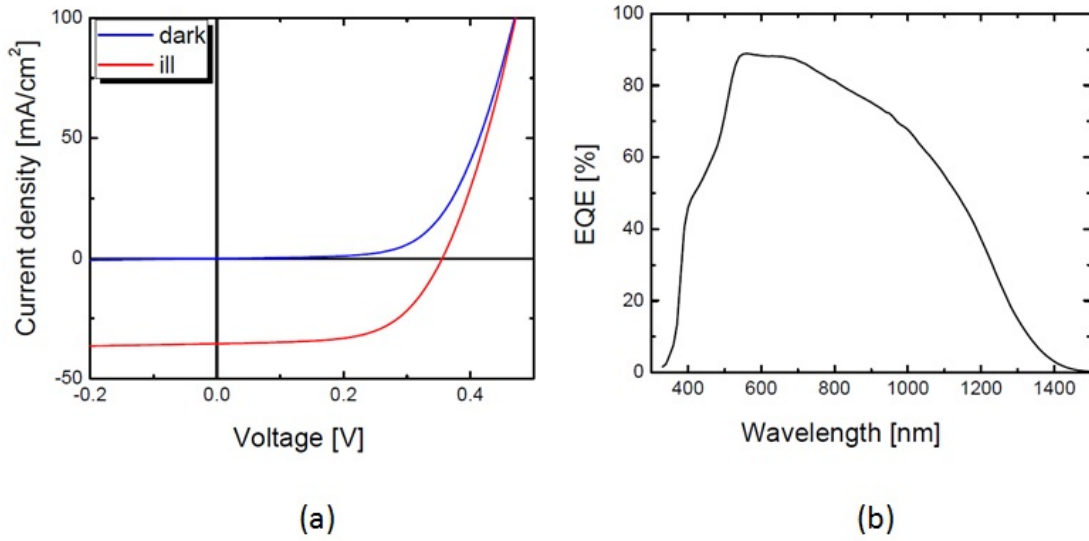 100
50
0
-50
-0.2
0.0
0.2
0.4
Current density [mA/cm²]
Voltage [V]
dark
ill
(a)
100
80
60
40
20
0
400
600
800
1000
1200
1400
EQE [%]
Wavelength [nm]
(b)